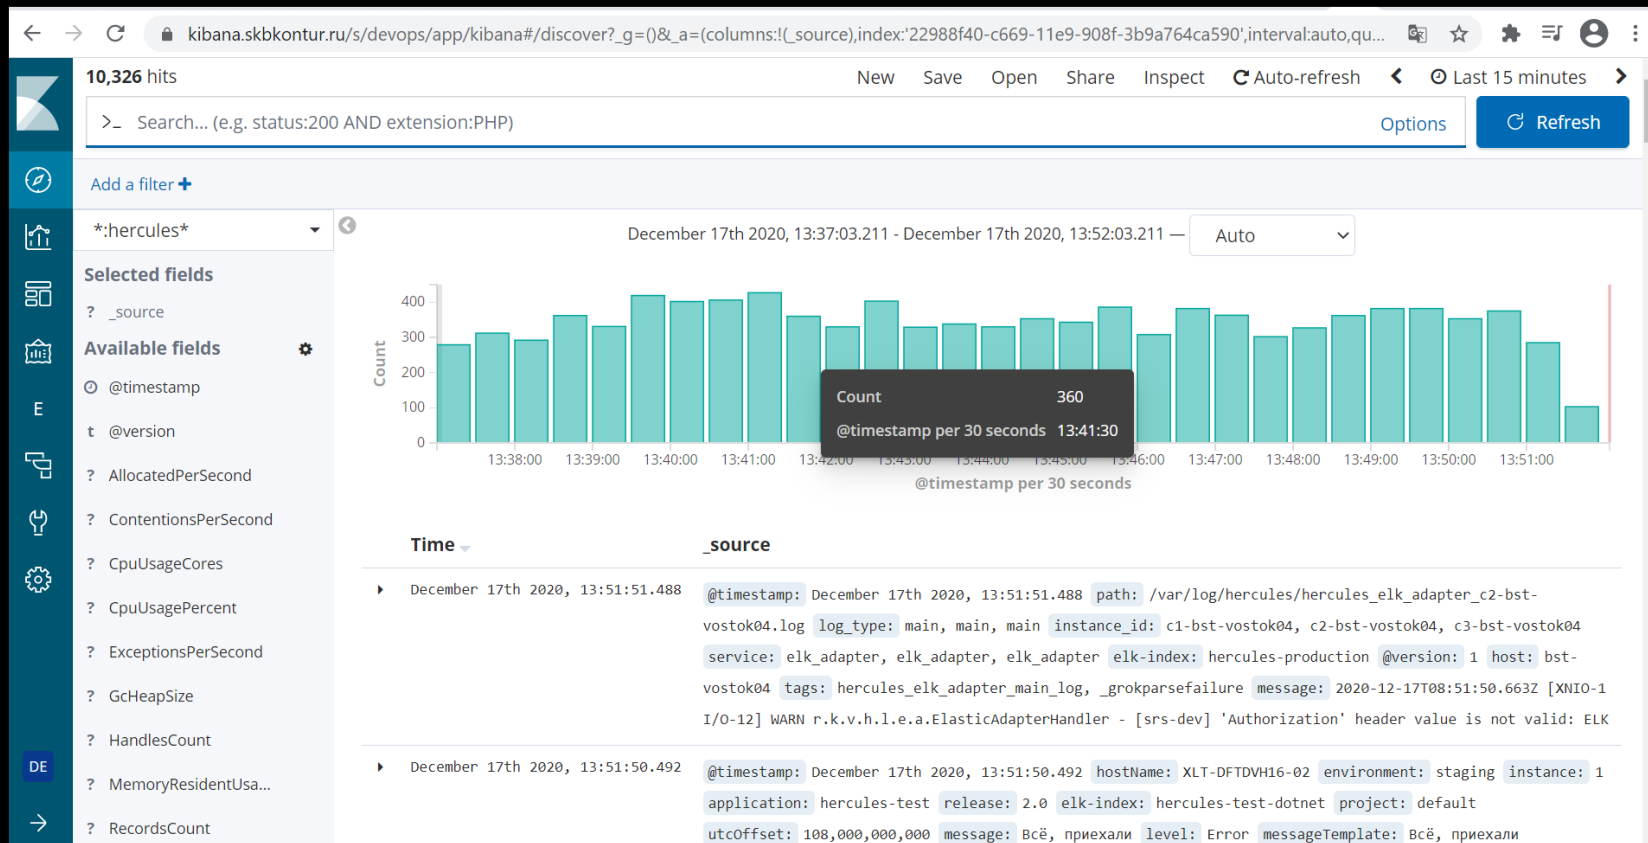 kibana.skbkontur.ru/s/devops/app/kibana#/discover?_g=()&_a=(columns:!(_source),index:'22988f40-c669-11e9-908f-3b9a764ca590',interval:auto,qu...
10,326 hits
New Save Open Share Inspect Auto-refresh Last 15 minutes
>_ Search... (e.g. status:200 AND extension:PHP) Options Refresh
Add a filter
*:hercules*
December 17th 2020, 13:37:03.211 - December 17th 2020, 13:52:03.211 — Auto
Selected fields
? _source
Available fields
@timestamp
t @version
? AllocatedPerSecond
? ContentionsPerSecond
? CpuUsageCores
? CpuUsagePercent
? ExceptionsPerSecond
? GcHeapSize
? HandlesCount
? MemoryResidentUsa...
? RecordsCount
E
DE
Count
400
300
200
100
0
Count 360
@timestamp per 30 seconds 13:41:30
13:38:00 13:39:00 13:40:00 13:41:00 13:42:00 13:43:00 13:44:00 13:45:00 13:46:00 13:47:00 13:48:00 13:49:00 13:50:00 13:51:00
@timestamp per 30 seconds
Time _source
December 17th 2020, 13:51:51.488
@timestamp: December 17th 2020, 13:51:51.488 path: /var/log/hercules/hercules_elk_adapter_c2-bst-
vostok04.log log_type: main, main, main instance_id: c1-bst-vostok04, c2-bst-vostok04, c3-bst-vostok04
service: elk_adapter, elk_adapter, elk_adapter elk-index: hercules-production @version: 1 host: bst-
vostok04 tags: hercules_elk_adapter_main_log, _grokparsefailure message: 2020-12-17T08:51:50.663Z [XNIO-1
I/O-12] WARN r.k.v.h.l.e.a.ElasticAdapterHandler - [srs-dev] 'Authorization' header value is not valid: ELK
December 17th 2020, 13:51:50.492
@timestamp: December 17th 2020, 13:51:50.492 hostName: XLT-DFTDVH16-02 environment: staging instance: 1
application: hercules-test release: 2.0 elk-index: hercules-test-dotnet project: default
utcOffset: 108,000,000,000 message: Всё, приехали level: Error messageTemplate: Всё, приехали